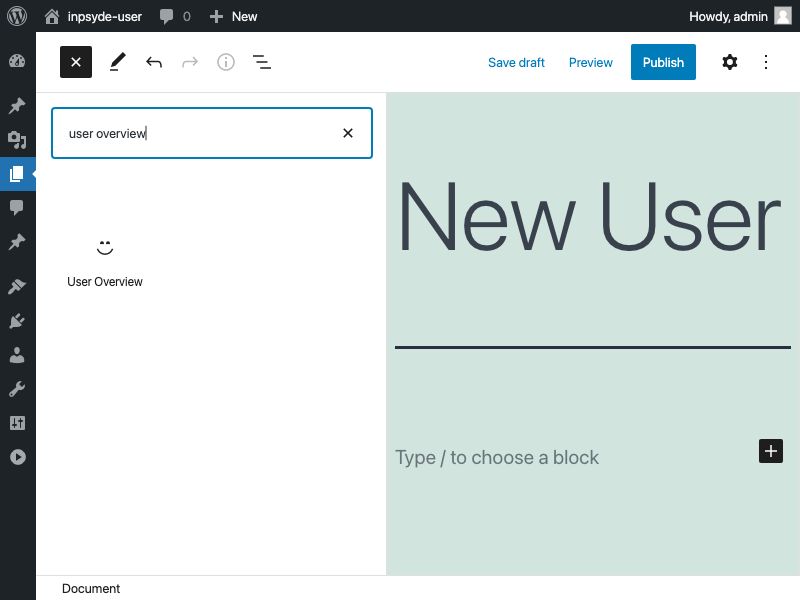 inpsyde-user 0 New Howdy, admin
Save draft Preview Publish
user overview
User Overview
New User
Type / to choose a block
Document